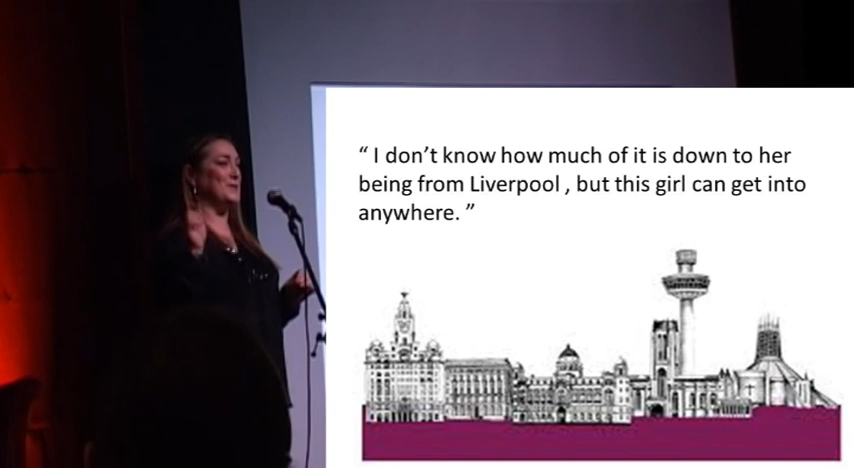 “ I don’t know how much of it is down to her
being from Liverpool , but this girl can get into
anywhere. ”